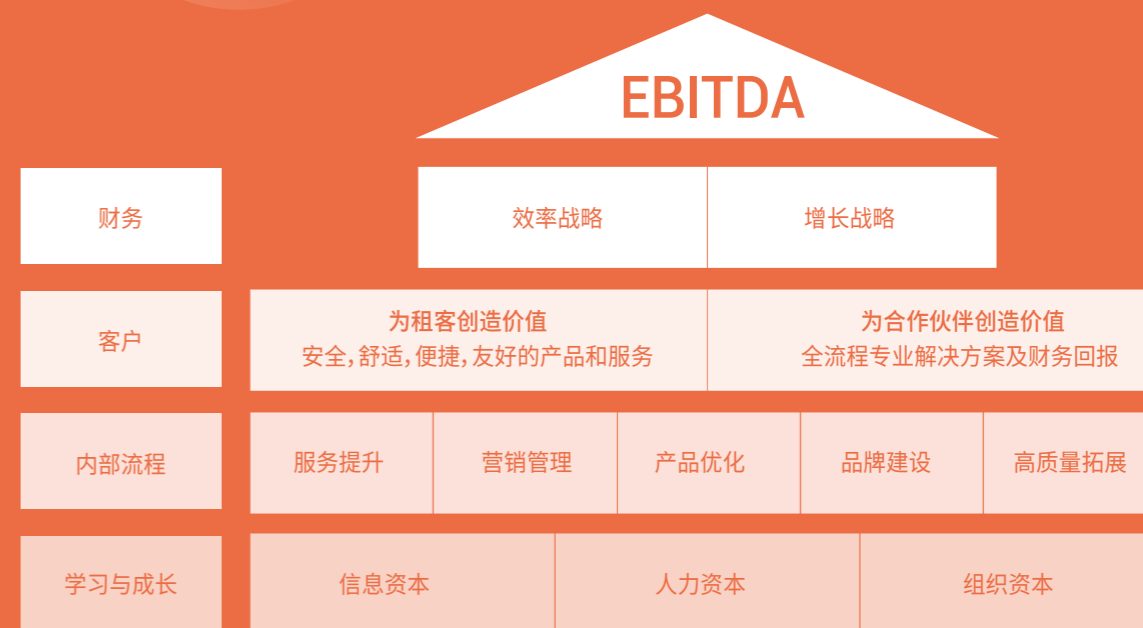 EBITDA
财务
效率战略
增长战略
客户
为租客创造价值
安全,舒适,便捷,友好的产品和服务
为合作伙伴创造价值
全流程专业解决方案及财务回报
内部流程
服务提升
营销管理
产品优化
品牌建设
高质量拓展
学习与成长
信息资本
人力资本
组织资本